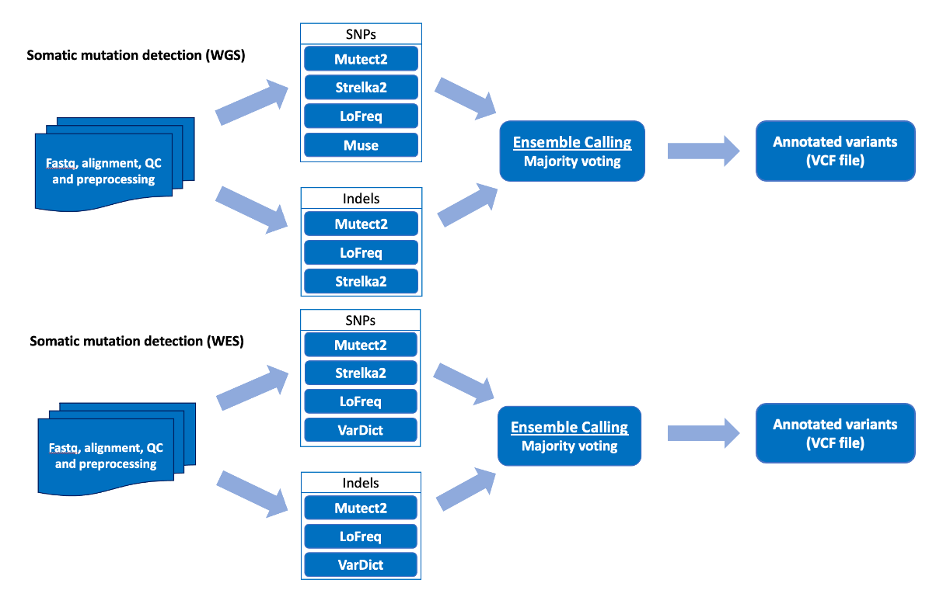 Somatic mutation detection (WGS)
Fastq, alignment, QC
and preprocessing
SNPs
Mutect2
Strelka2
LoFreq
Muse
Indels
Mutect2
LoFreq
Strelka2
Ensemble Calling
Majority voting
Annotated variants
(VCF file)
Somatic mutation detection (WES)
Fastq, alignment, QC
and preprocessing
SNPs
Mutect2
Strelka2
LoFreq
VarDict
Indels
Mutect2
LoFreq
VarDict
Ensemble Calling
Majority voting
Annotated variants
(VCF file)